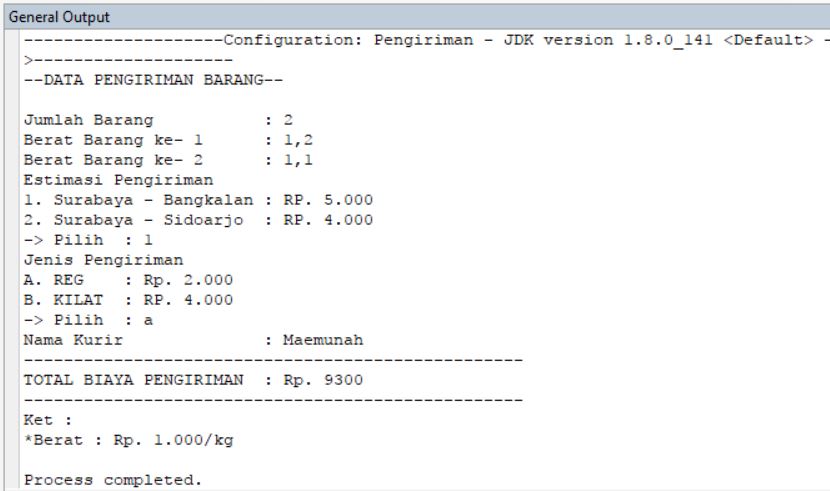 General Output
--------------------Configuration: Pengiriman - JDK version 1.8.0_141 <Default> -
>--------------------
--DATA PENGIRIMAN BARANG--
Jumlah Barang : 2
Berat Barang ke- 1 : 1,2
Berat Barang ke- 2 : 1,1
Estimasi Pengiriman
1. Surabaya - Bangkalan : RP. 5.000
2. Surabaya - Sidoarjo : RP. 4.000
-> Pilih : 1
Jenis Pengiriman
A. REG : Rp. 2.000
B. KILAT : RP. 4.000
-> Pilih : a
Nama Kurir : Maemunah
--------------------------------------------------
TOTAL BIAYA PENGIRIMAN : Rp. 9300
--------------------------------------------------
Ket :
*Berat : Rp. 1.000/kg
Process completed.